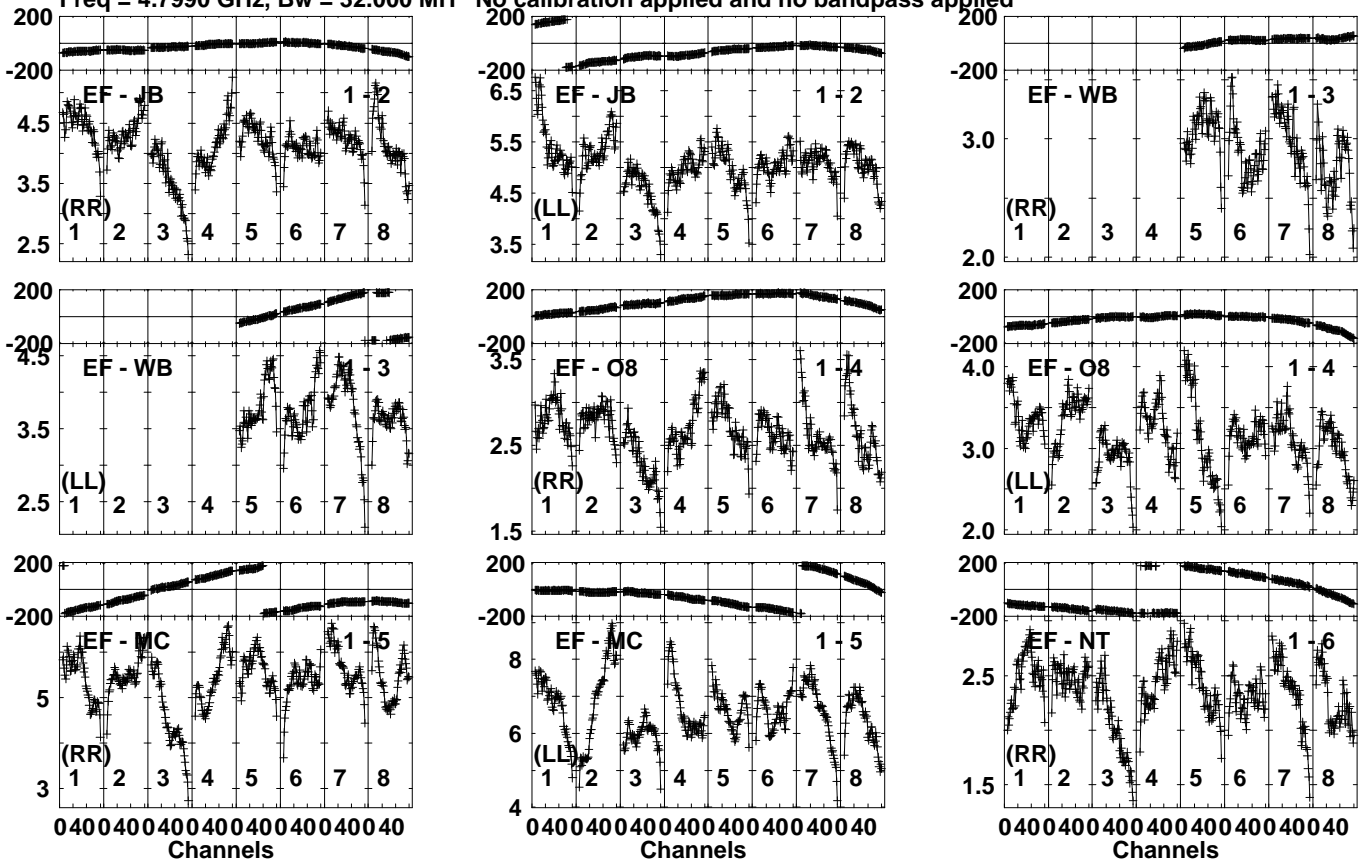 Freq = 4.7990 GHz, Bw = 32.000 MH No calibration applied and no bandpass applied
200 200 200
-200 -200 -200
EF - JB 1 - 2 EF - JB 1 - 2 EF - WB 1 - 3
6.5
4.5 5.5 3.0
3.5 4.5
(RR) (LL) (RR)
1 2 3 4 5 6 7 8 1 2 3 4 5 6 7 8 1 2 3 4 5 6 7 8
2.5 3.5 2.0
200 200 200
-200 -200 -200
4.5 3.5
EF - WB 1 - 3 EF - O8 1 - 4 EF - O8 1 - 4
4.0
3.5 2.5 3.0
(LL) (RR) (LL)
2.5 1 2 3 4 5 6 7 8 1 2 3 4 5 6 7 8 1 2 3 4 5 6 7 8
1.5 2.0
200 200 200
-200 -200 -200
EF - MC 1 - 5 EF - MC 1 - 5 EF - NT 1 - 6
8 2.5
5 6
(RR) (LL) (RR)
1 2 3 4 5 6 7 8 1 2 3 4 5 6 7 8 1 2 3 4 5 6 7 8
3 4 1.5
0 40 0 40 0 40 0 40 0 40 0 40 0 40 0 40 0 40 0 40 0 40 0 40 0 40 0 40 0 40 0 40 0 40 0 40 0 40 0 40 0 40 0 40 0 40 0 40
Channels Channels Channels